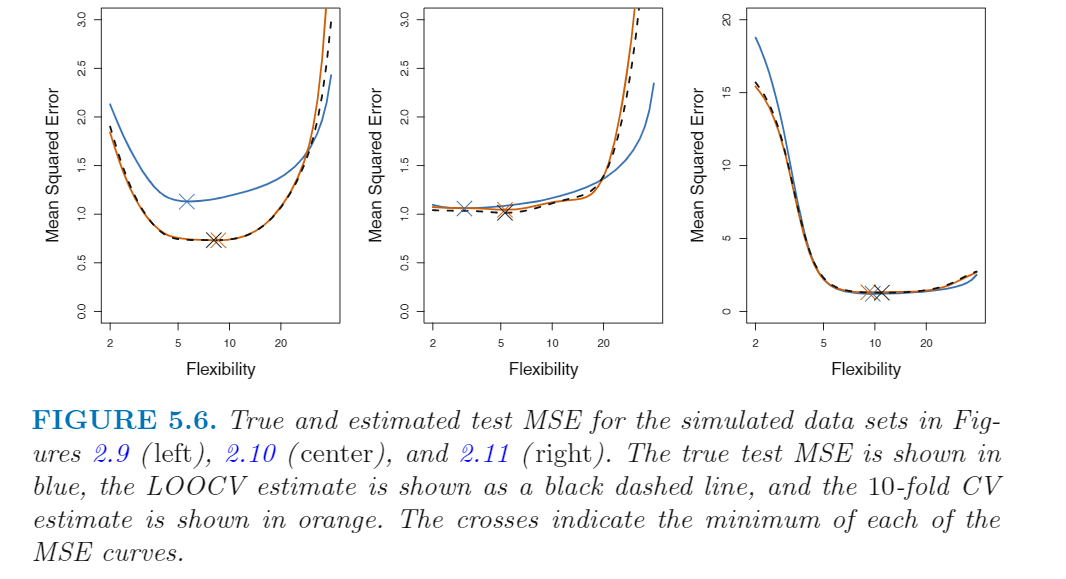 3.0
2.5
2.0
1.5
1.0
0.5
0.0
Mean Squared Error
2 5 10 20
Flexibility
3.0
2.5
2.0
1.5
1.0
0.5
0.0
Mean Squared Error
2 5 10 20
Flexibility
20
15
10
5
0
Mean Squared Error
2 5 10 20
Flexibility
FIGURE 5.6. True and estimated test MSE for the simulated data sets in Fig-
ures 2.9 (left), 2.10 (center), and 2.11 (right). The true test MSE is shown in
blue, the LOOCV estimate is shown as a black dashed line, and the 10-fold CV
estimate is shown in orange. The crosses indicate the minimum of each of the
MSE curves.